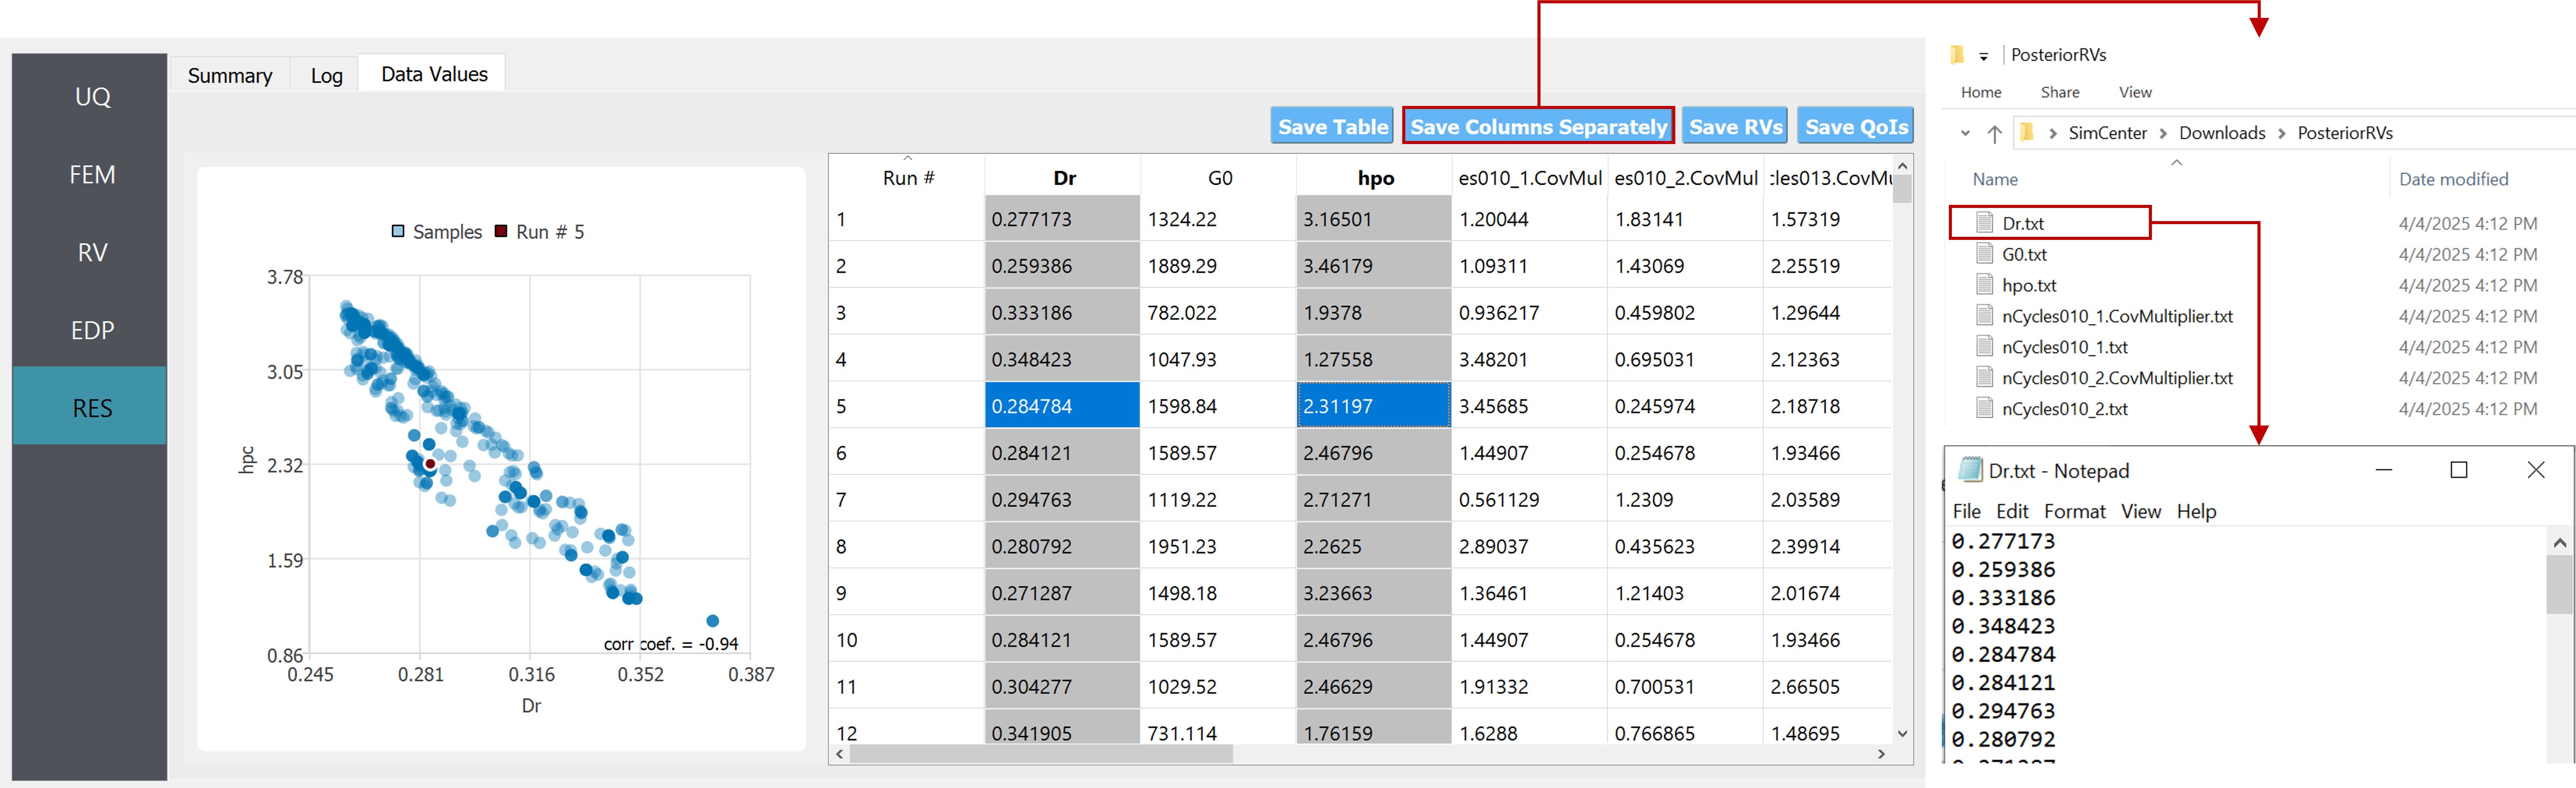 UQ
FEM
RV
EDP
RES
Summary Log Data Values
Save Table Save Columns Separately Save RVs Save QoIs
Samples Run # 5
3.78
3.05
2.32
1.59
0.86
hpc
0.245 0.281 0.316 0.352 0.387
Dr
corr coef. = -0.94
Run # Dr G0 hpo es010_1.CovMul es010_2.CovMul cles013.CovMu
1 0.277173 1324.22 3.16501 1.20044 1.83141 1.57319
2 0.259386 1889.29 3.46179 1.09311 1.43069 2.25519
3 0.333186 782.022 1.9378 0.936217 0.459802 1.29644
4 0.348423 1047.93 1.27558 3.48201 0.695031 2.12363
5 0.284784 1598.84 2.31197 3.45685 0.245974 2.18718
6 0.284121 1589.57 2.46796 1.44907 0.254678 1.93466
7 0.294763 1119.22 2.71271 0.561129 1.2309 2.03589
8 0.280792 1951.23 2.2625 2.89037 0.435623 2.39914
9 0.271287 1498.18 3.23663 1.36461 1.21403 2.01674
10 0.284121 1589.57 2.46796 1.44907 0.254678 1.93466
11 0.304277 1029.52 2.46629 1.91332 0.700531 2.66505
12 0.341905 731.114 1.76159 1.6288 0.766865 1.48695
PosteriorRVs
Home Share View
SimCenter Downloads PosteriorRVs
Name Date modified
Dr.txt 4/4/2025 4:12 PM
G0.txt 4/4/2025 4:12 PM
hpo.txt 4/4/2025 4:12 PM
nCycles010_1.CovMultiplier.txt 4/4/2025 4:12 PM
nCycles010_1.txt 4/4/2025 4:12 PM
nCycles010_2.CovMultiplier.txt 4/4/2025 4:12 PM
nCycles010_2.txt 4/4/2025 4:12 PM
Dr.txt - Notepad
File Edit Format View Help
0.277173
0.259386
0.333186
0.348423
0.284784
0.284121
0.294763
0.280792
0.271287